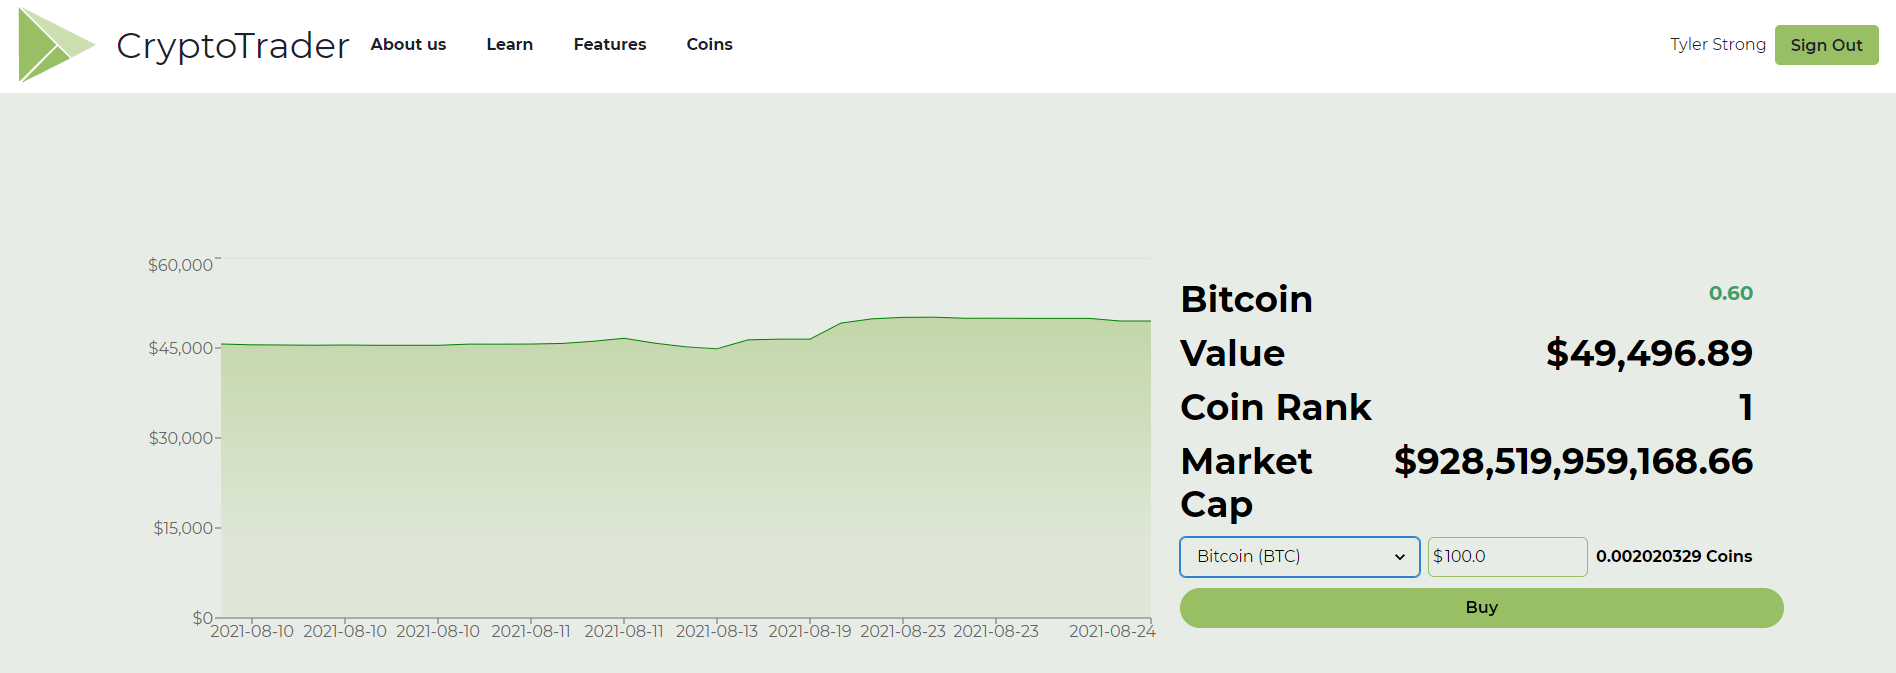 CryptoTrader About us Learn Features Coins Tyler Strong Sign Out
$60,000
$45,000
$30,000
$15,000
$0
2021-08-10 2021-08-10 2021-08-10 2021-08-11 2021-08-11 2021-08-13 2021-08-19 2021-08-23 2021-08-23 2021-08-24
Bitcoin 0.60
Value $49,496.89
Coin Rank 1
Market $928,519,959,168.66
Cap
Bitcoin (BTC) $100.0 0.002020329 Coins
Buy